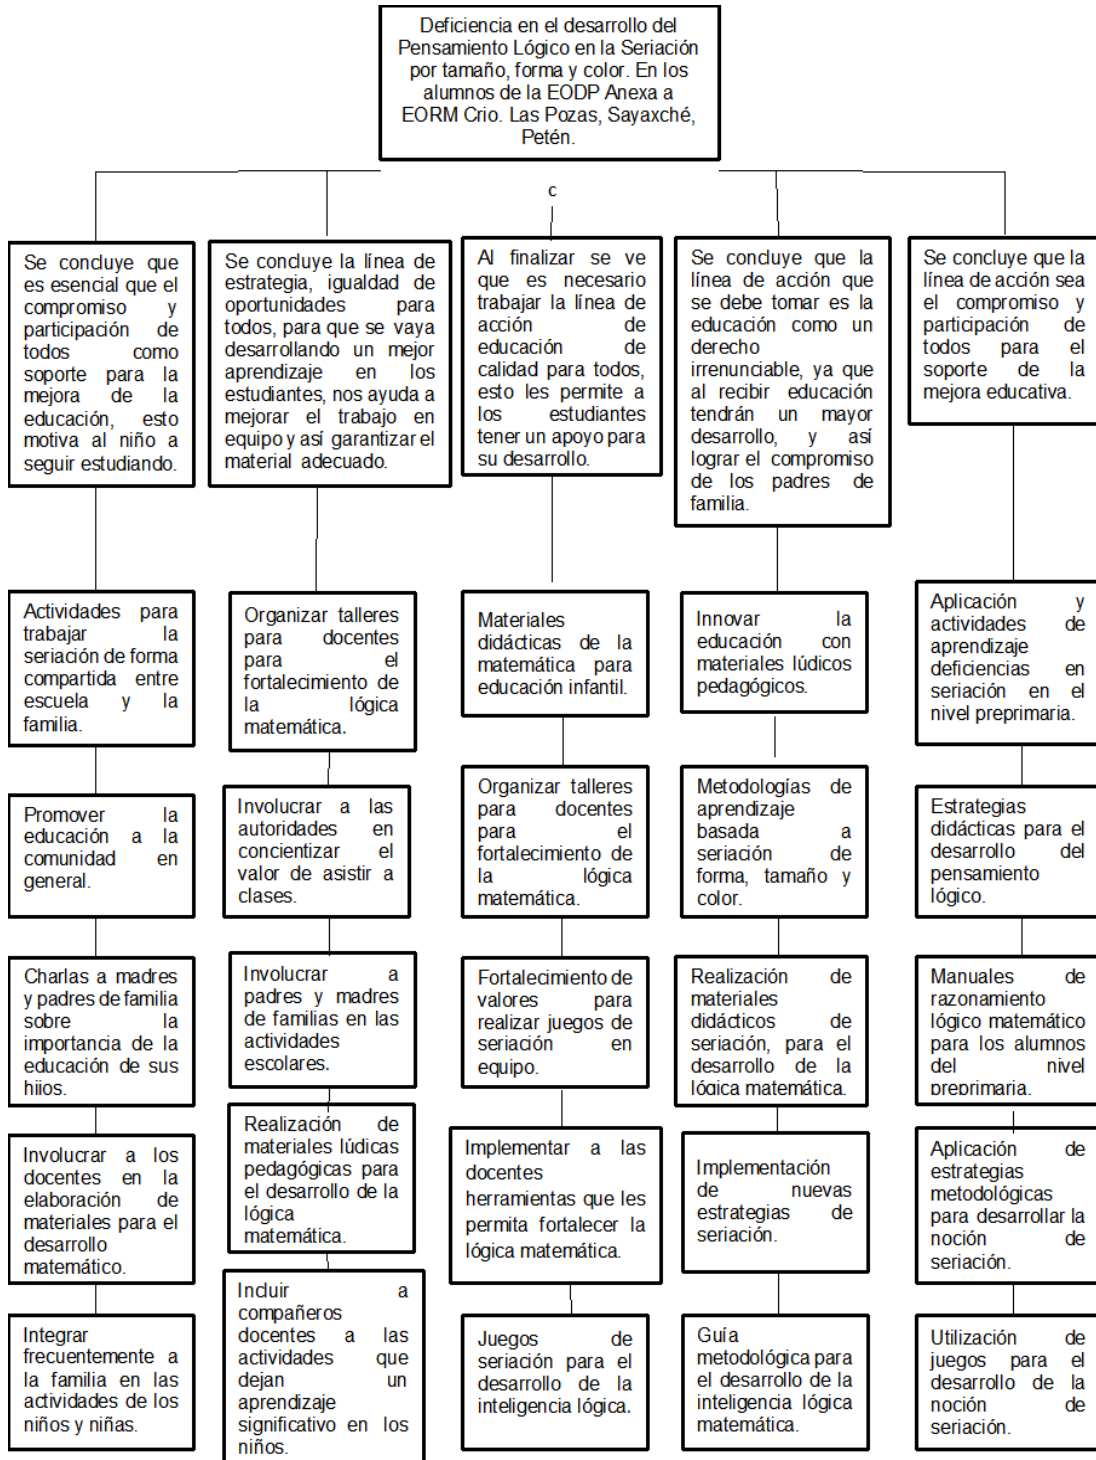 Deficiencia en el desarrollo del
Pensamiento Lógico en la Seriación
por tamaño, forma y color. En los
alumnos de la EODP Anexa a
EORM Crio. Las Pozas, Sayaxché,
Petén.
c
Se concluye que
es esencial que el
compromiso y
participación de
todos como
soporte para la
mejora de la
educación, esto
motiva al niño a
seguir estudiando.
Se concluye la línea de
estrategia, igualdad de
oportunidades para
todos, para que se vaya
desarrollando un mejor
aprendizaje en los
estudiantes, nos ayuda a
mejorar el trabajo en
equipo y así garantizar el
material adecuado.
Al finalizar se ve
que es necesario
trabajar la línea de
acción de
educación de
calidad para todos,
esto les permite a
los estudiantes
tener un apoyo para
su desarrollo.
Se concluye que la
línea de acción que
se debe tomar es la
educación como un
derecho
irrenunciable, ya que
al recibir educación
tendrán un mayor
desarrollo, y así
lograr el compromiso
de los padres de
familia.
Se concluye que la
línea de acción sea
el compromiso y
participación de
todos para el
soporte de la
mejora educativa.
Actividades para
trabajar la
seriación de forma
compartida entre
escuela y la
familia.
Organizar talleres
para docentes
para el
fortalecimiento de
la lógica
matemática.
Materiales
didácticas de la
matemática para
educación infantil.
Innovar la
educación con
materiales lúdicos
pedagógicos.
Aplicación y
actividades de
aprendizaje
deficiencias en
seriación en el
nivel preprimaria.
Promover la
educación a la
comunidad en
general.
Involucrar a las
autoridades en
concientizar el
valor de asistir a
clases.
Organizar talleres
para docentes
para el
fortalecimiento de
la lógica
matemática.
Metodologías de
aprendizaje
basada a
seriación de
forma, tamaño y
color.
Estrategias
didácticas para el
desarrollo del
pensamiento
lógico.
Charlas a madres
y padres de familia
sobre la
importancia de la
educación de sus
hijos.
Involucrar a
padres y madres
de familias en las
actividades
escolares.
Fortalecimiento de
valores para
realizar juegos de
seriación en
equipo.
Realización de
materiales
didácticos de
seriación, para el
desarrollo de la
lógica matemática.
Manuales de
razonamiento
lógico matemático
para los alumnos
del nivel
preprimaria.
Involucrar a los
docentes en la
elaboración de
materiales para el
desarrollo
matemático.
Realización de
materiales lúdicas
pedagógicas para
el desarrollo de la
lógica
matemática.
Implementar a las
docentes
herramientas que les
permita fortalecer la
lógica matemática.
Implementación
de nuevas
estrategias de
seriación.
Aplicación de
estrategias
metodológicas
para desarrollar la
noción de
seriación.
Integrar
frecuentemente a
la familia en las
actividades de los
niños y niñas.
Incluir a
compañeros
docentes a las
actividades que
dejan un
aprendizaje
significativo en los
niños.
Juegos de
seriación para el
desarrollo de la
inteligencia lógica.
Guía
metodológica para
el desarrollo de la
inteligencia lógica
matemática.
Utilización de
juegos para el
desarrollo de la
noción de
seriación.